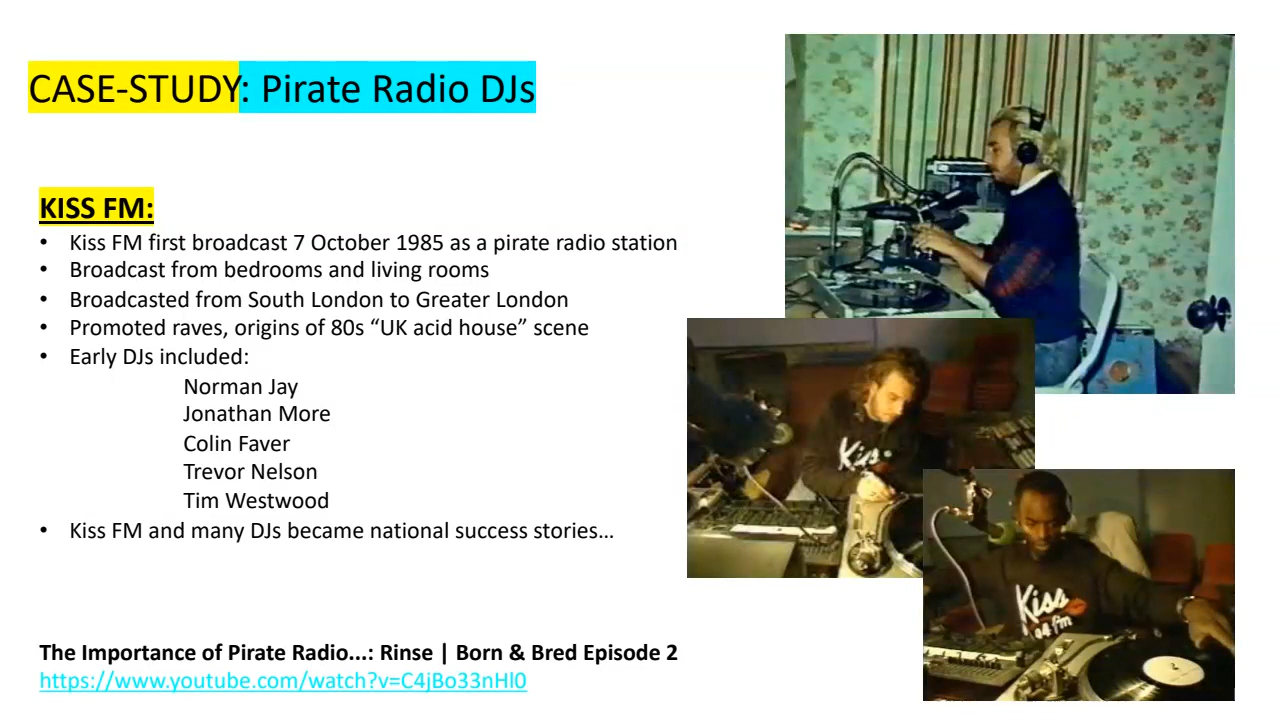 CASE-STUDY: Pirate Radio DJs
KISS FM:
• Kiss FM first broadcast 7 October 1985 as a pirate radio station
• Broadcast from bedrooms and living rooms
• Broadcasted from South London to Greater London
• Promoted raves, origins of 80s “UK acid house” scene
• Early DJs included:
Norman Jay
Jonathan More
Colin Faver
Trevor Nelson
Tim Westwood
• Kiss FM and many DJs became national success stories...
The Importance of Pirate Radio...: Rinse | Born & Bred Episode 2
https://www.youtube.com/watch?v=C4jBo33nHl0
Kiss
Kiss
94 fm